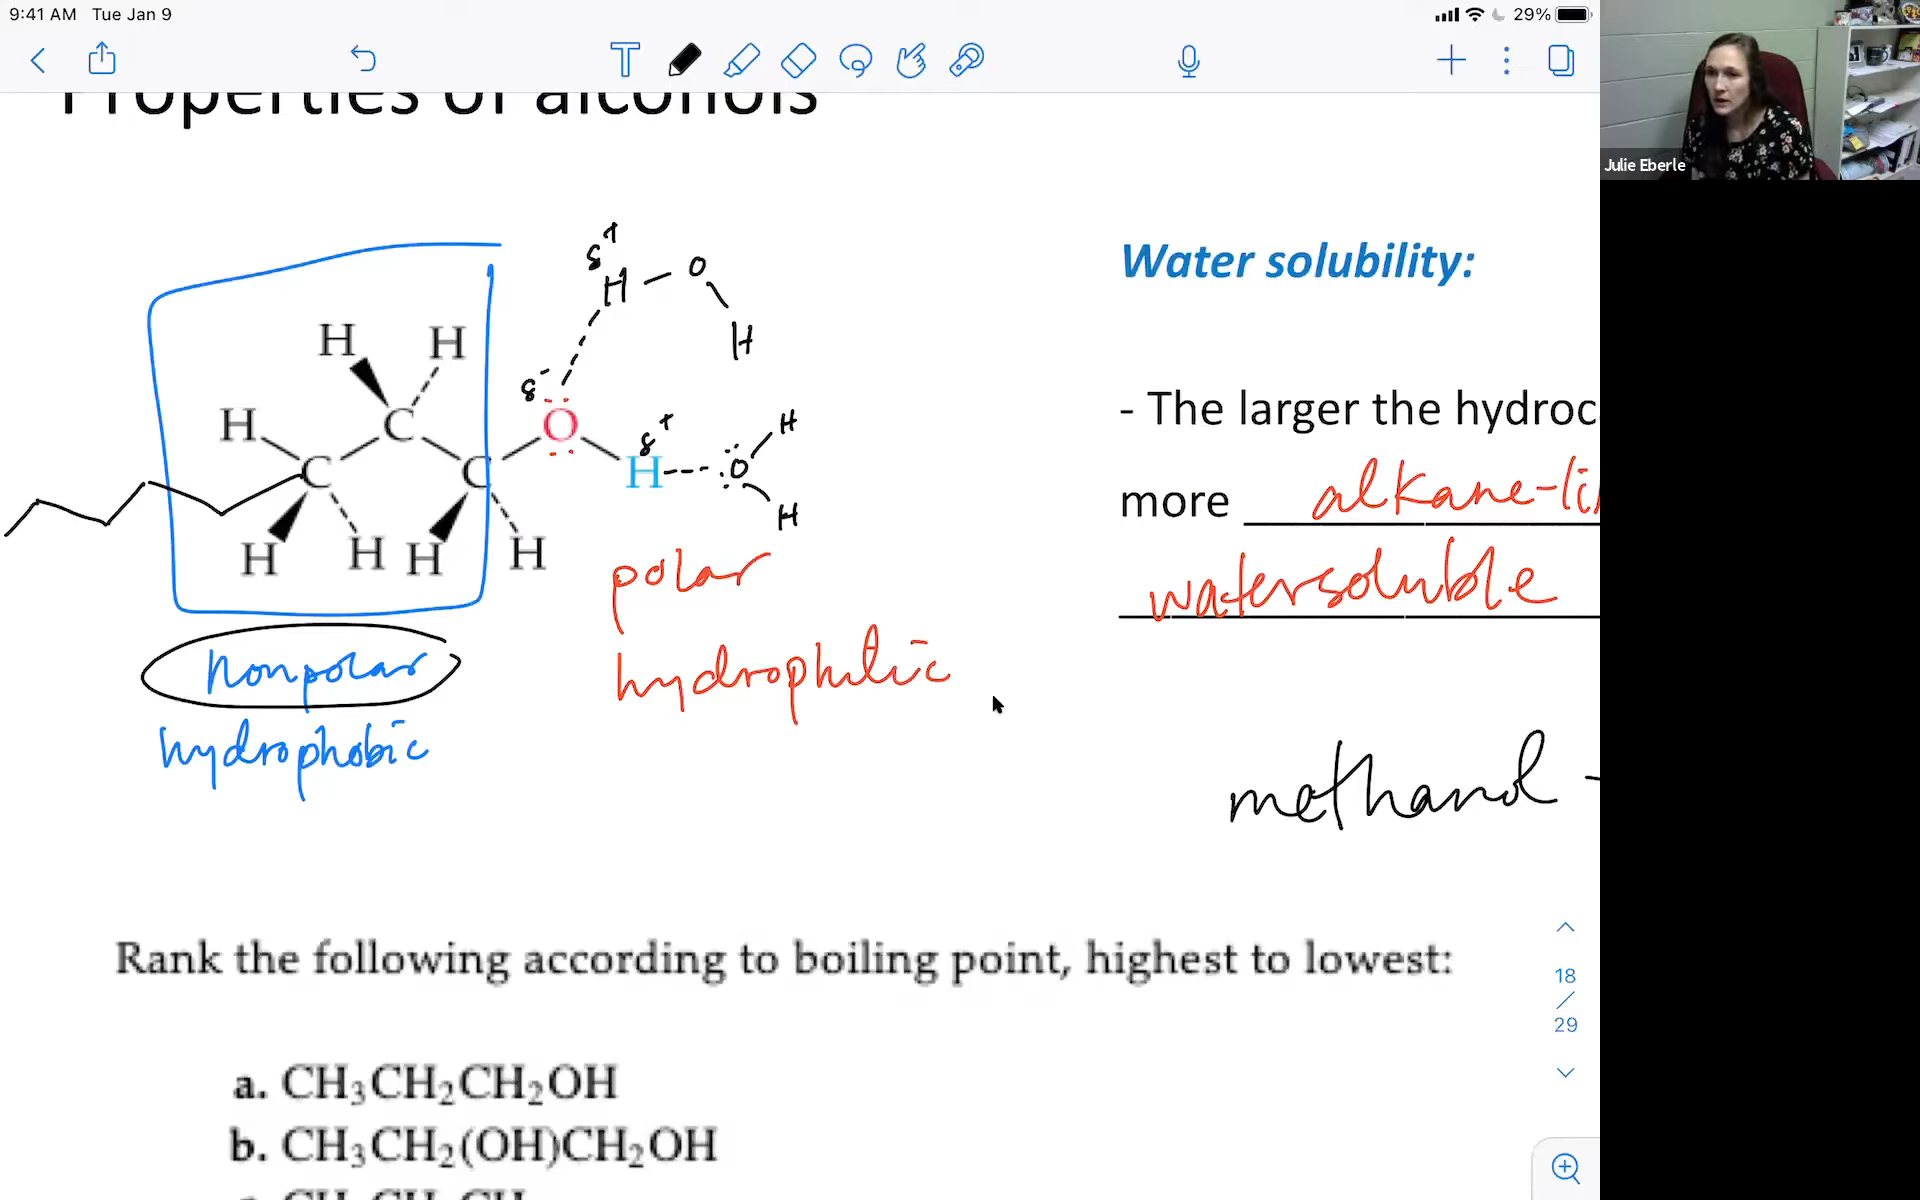 9:41 AM Tue Jan 9
29%
Properties of alcohols
Julie Eberle
δ+
H
O
H
Water solubility:
H
H
δ-
O
H
C
δ+
H
- The larger the hydroc
C
C
H
O
more alkane-li
H
H
H
H
H
polar
watersoluble
nonpolar
hydrophilic
hydrophobic
methanol -
Rank the following according to boiling point, highest to lowest:
18
/
29
a. CH₃CH₂CH₂OH
b. CH₃CH₂(OH)CH₂OH